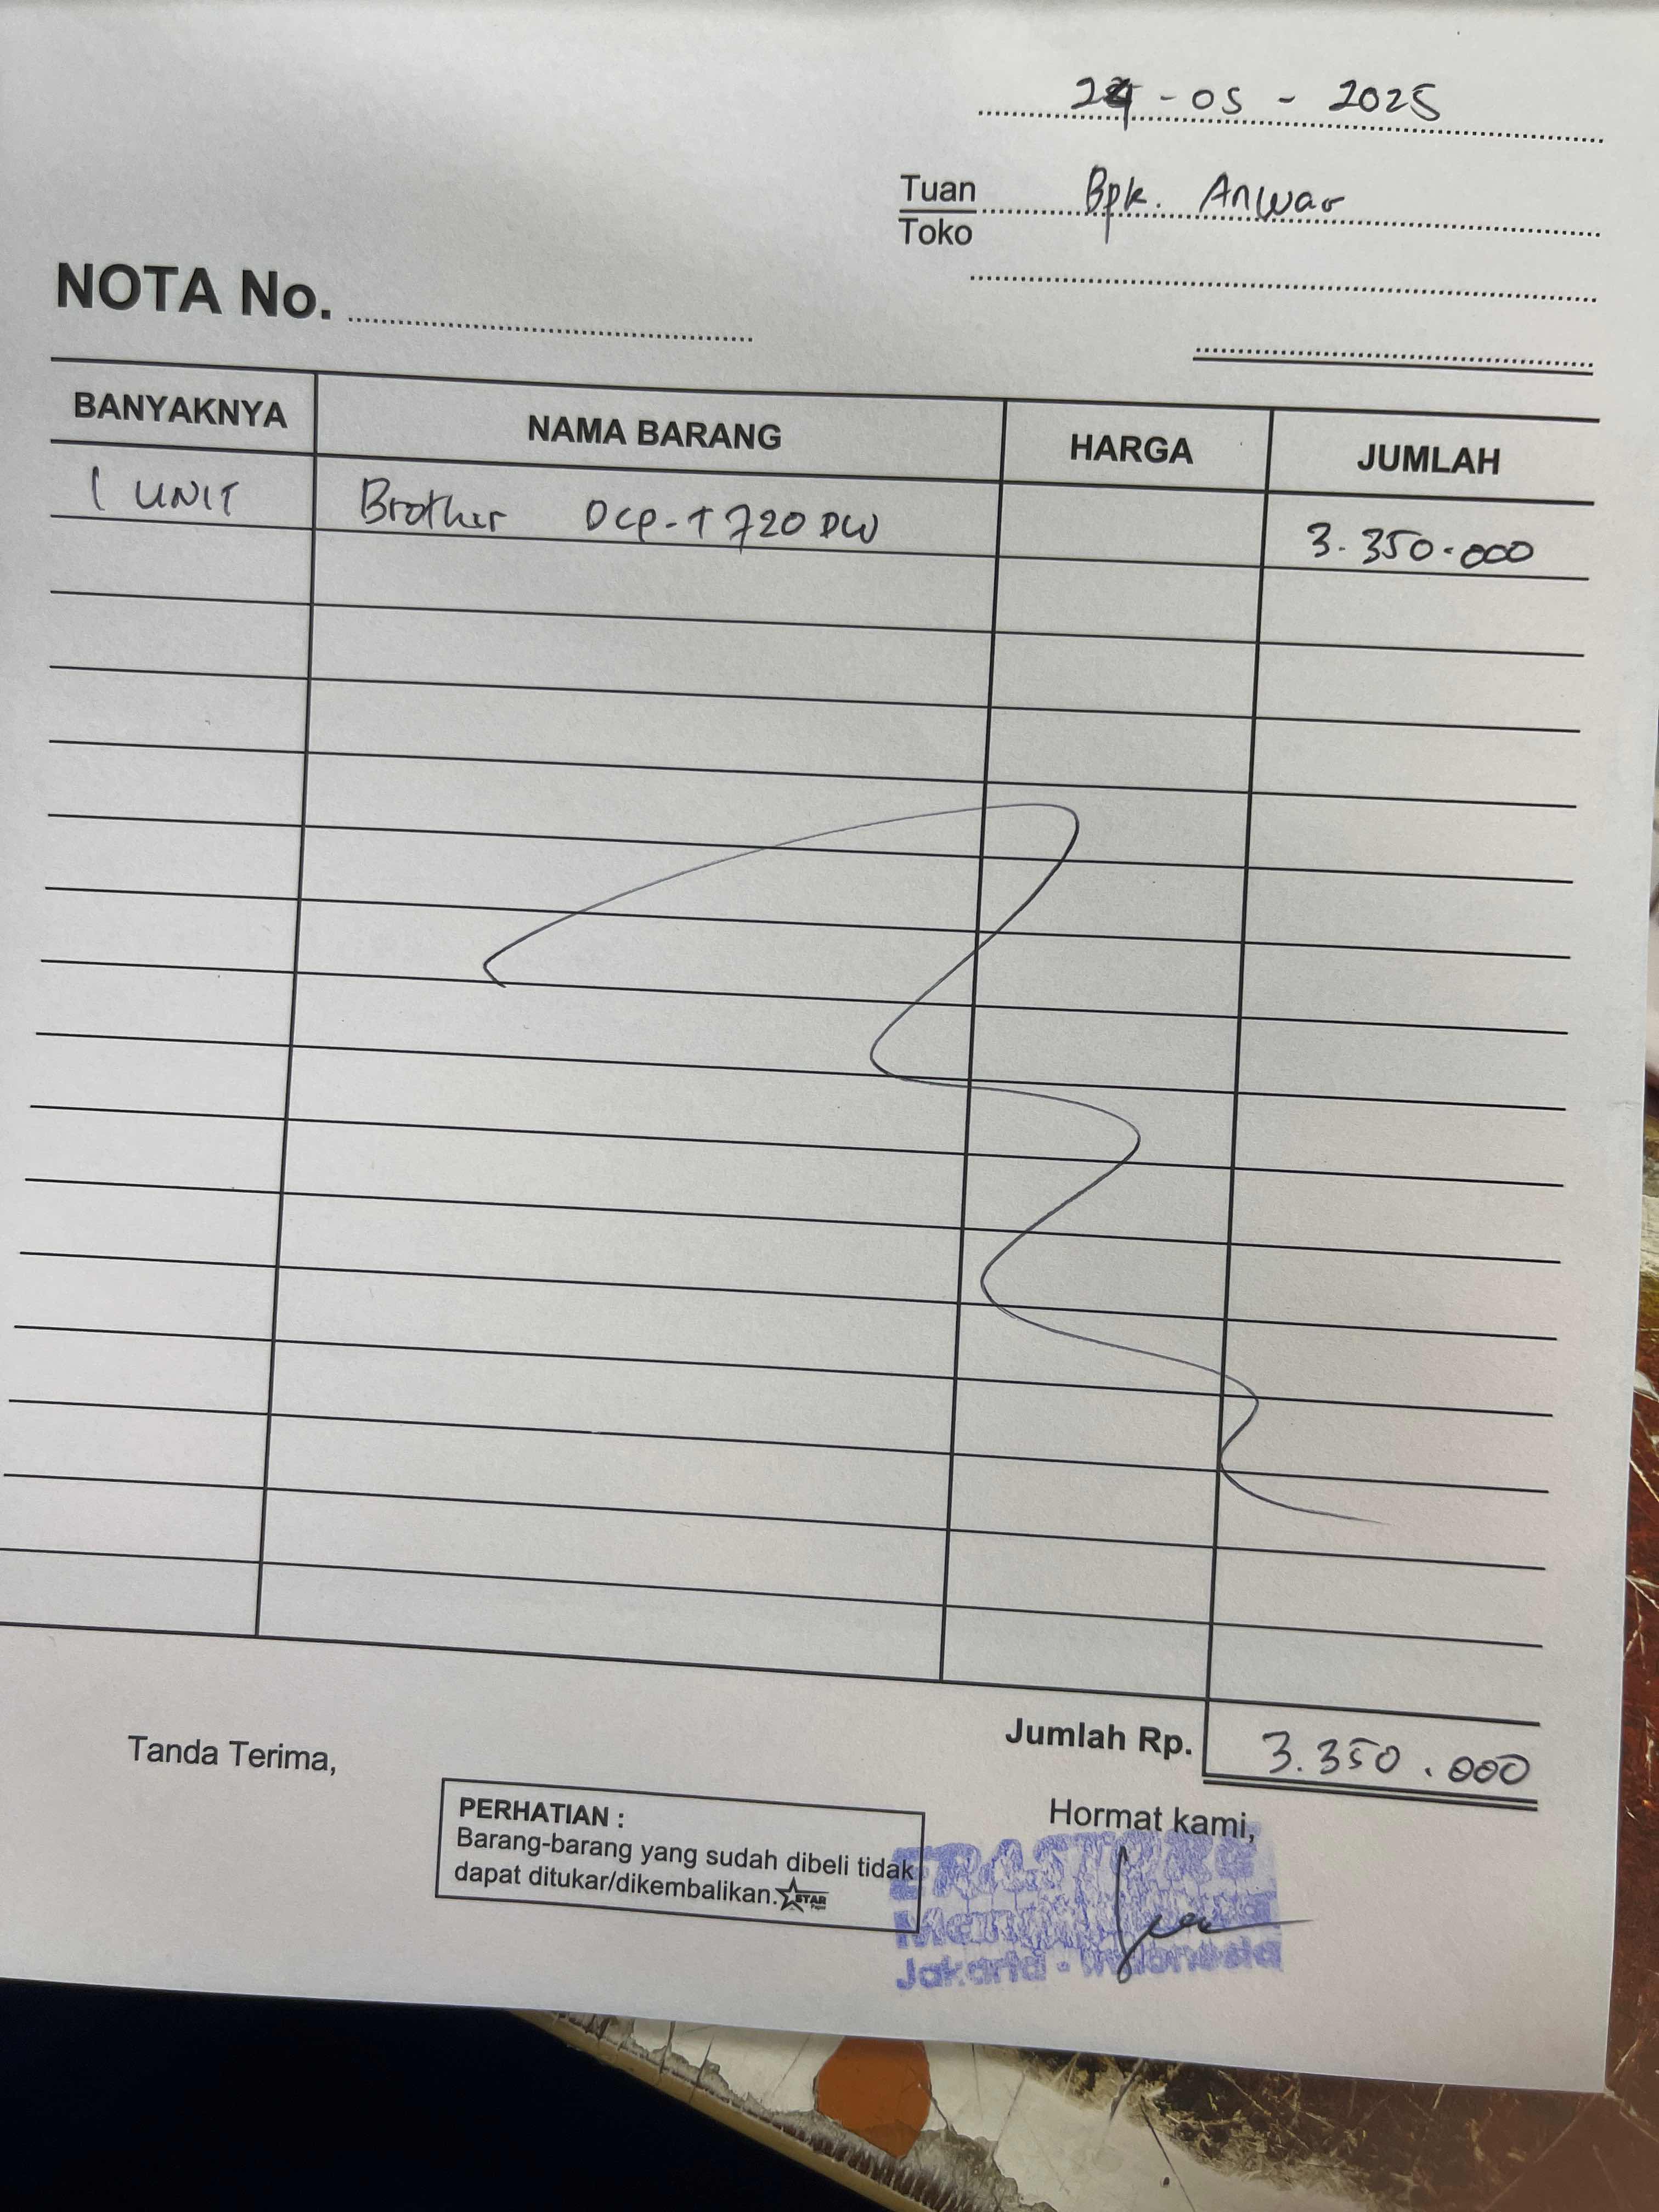 24-05-2025
Tuan Bpk. Anwar
Toko
NOTA No.
BANYAKNYA NAMA BARANG HARGA JUMLAH
1 UNIT Brother DCP-T720DW 3.350.000
Jumlah Rp. 3.350.000
Tanda Terima,
Hormat kami,
PERHATIAN :
Barang-barang yang sudah dibeli tidak
dapat ditukar/dikembalikan.
STAR
Jakarta - Indonesia